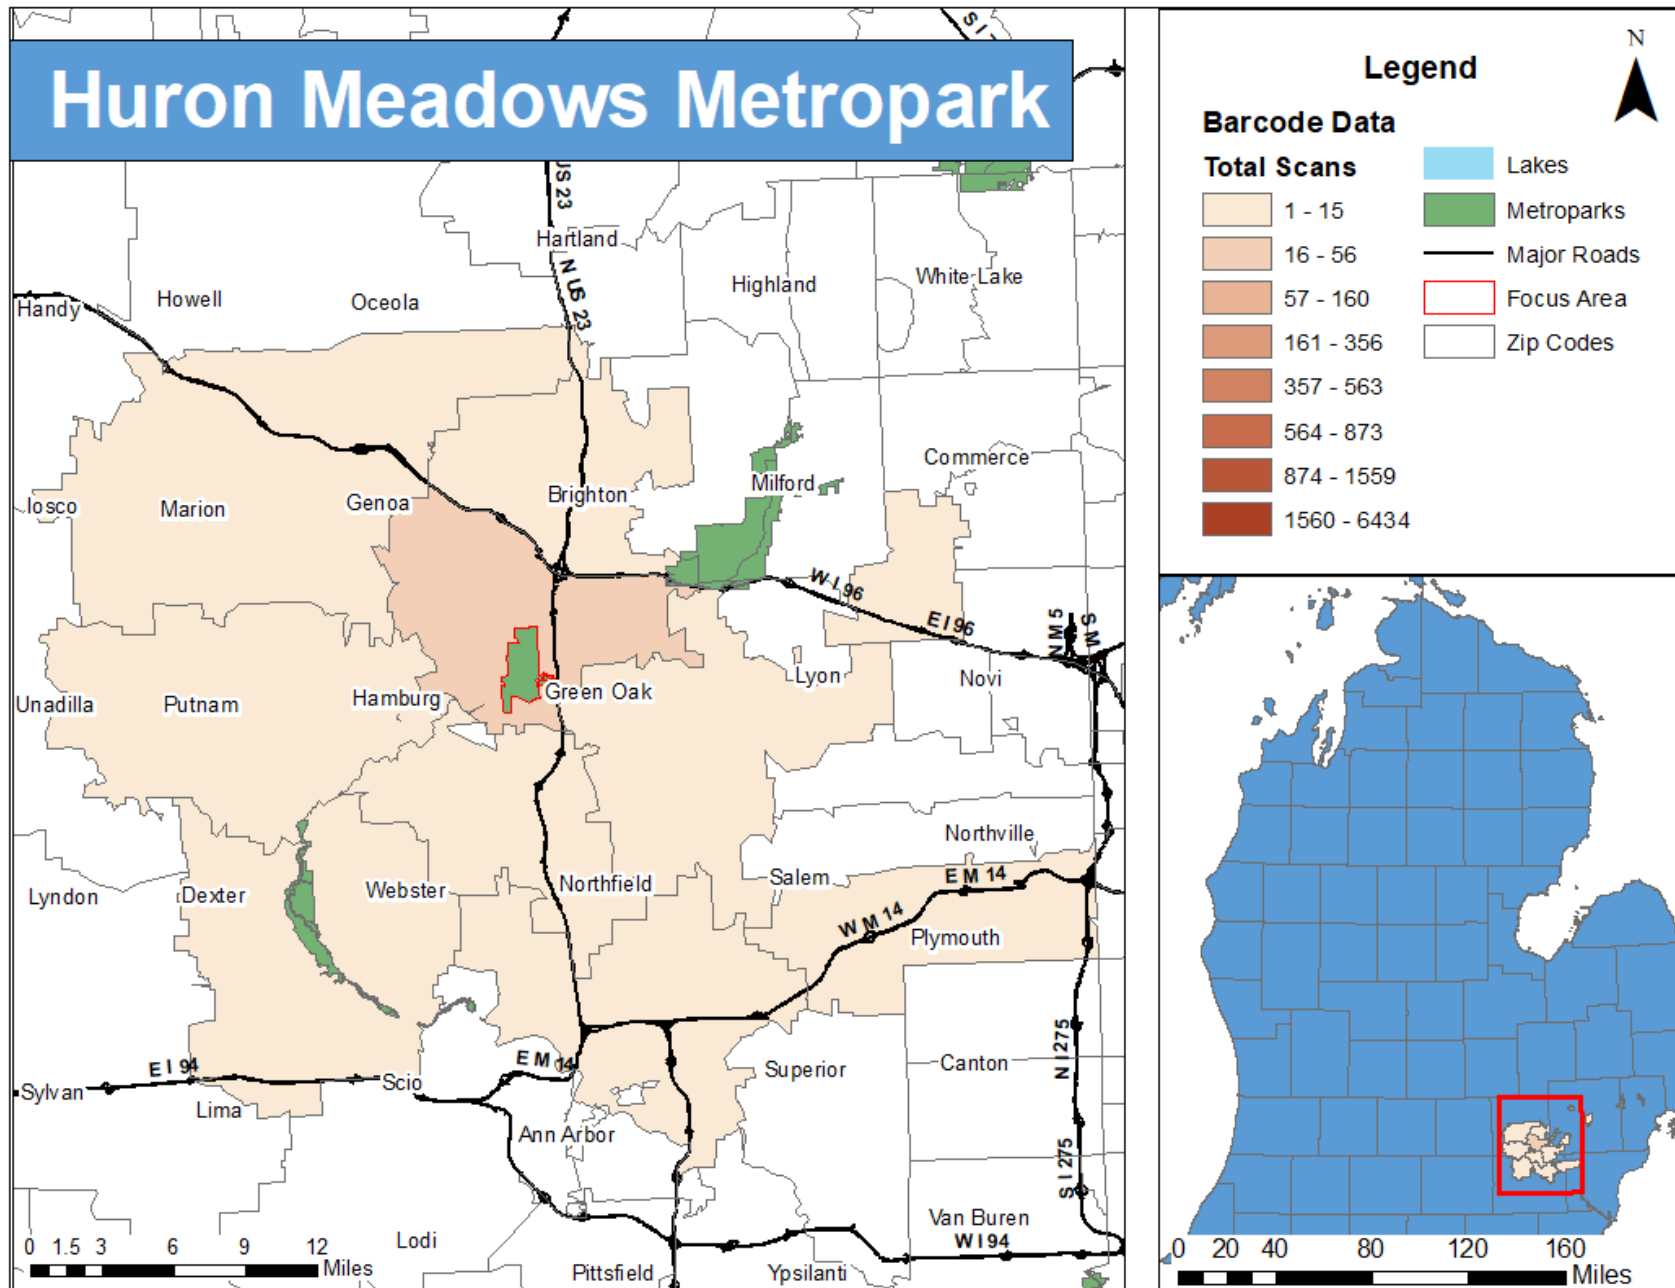 Huron Meadows Metropark
S I
US 23
Hartland
N US 23
Highland
White Lake
Handy
Howell
Oceola
Commerce
Milford
Iosco
Marion
Genoa
Brighton
W I 96
E I 96
N M 5
S M
Lyon
Novi
Unadilla
Putnam
Hamburg
Green Oak
Northville
Lyndon
Dexter
Webster
Northfield
Salem
E M 14
W M 14
Plymouth
Sylvan
E I 94
Lima
Scio
E M 14
Superior
Canton
N I 275
Ann Arbor
S I 275
Van Buren
W I 94
Lodi
Pittsfield
Ypsilanti
0 1.5 3 6 9 12
Miles
Legend
N
Barcode Data
Total Scans
1 - 15
16 - 56
57 - 160
161 - 356
357 - 563
564 - 873
874 - 1559
1560 - 6434
Lakes
Metroparks
Major Roads
Focus Area
Zip Codes
0 20 40 80 120 160
Miles